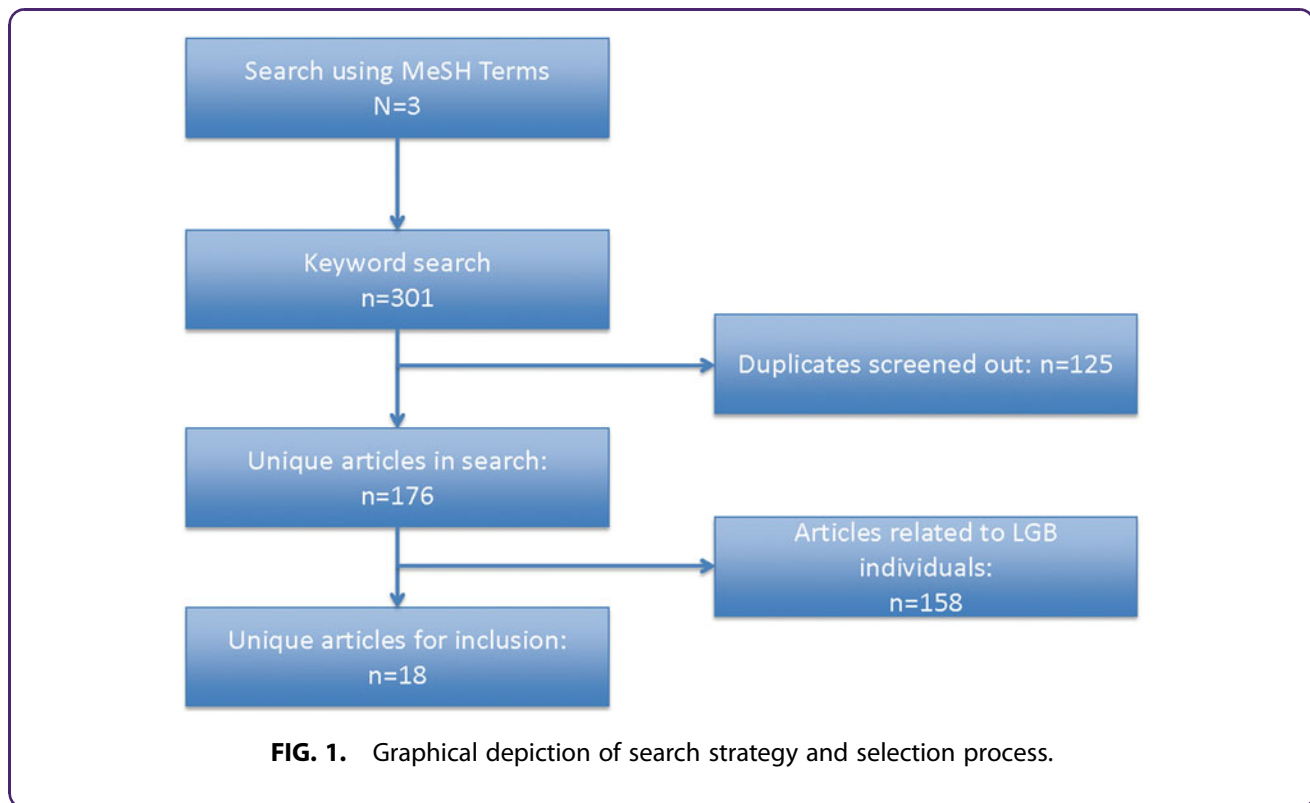 Search using MeSH Terms
N=3
Keyword search
n=301
Duplicates screened out: n=125
Unique articles in search:
n=176
Articles related to LGB
individuals:
n=158
Unique articles for inclusion:
n=18
FIG. 1. Graphical depiction of search strategy and selection process.